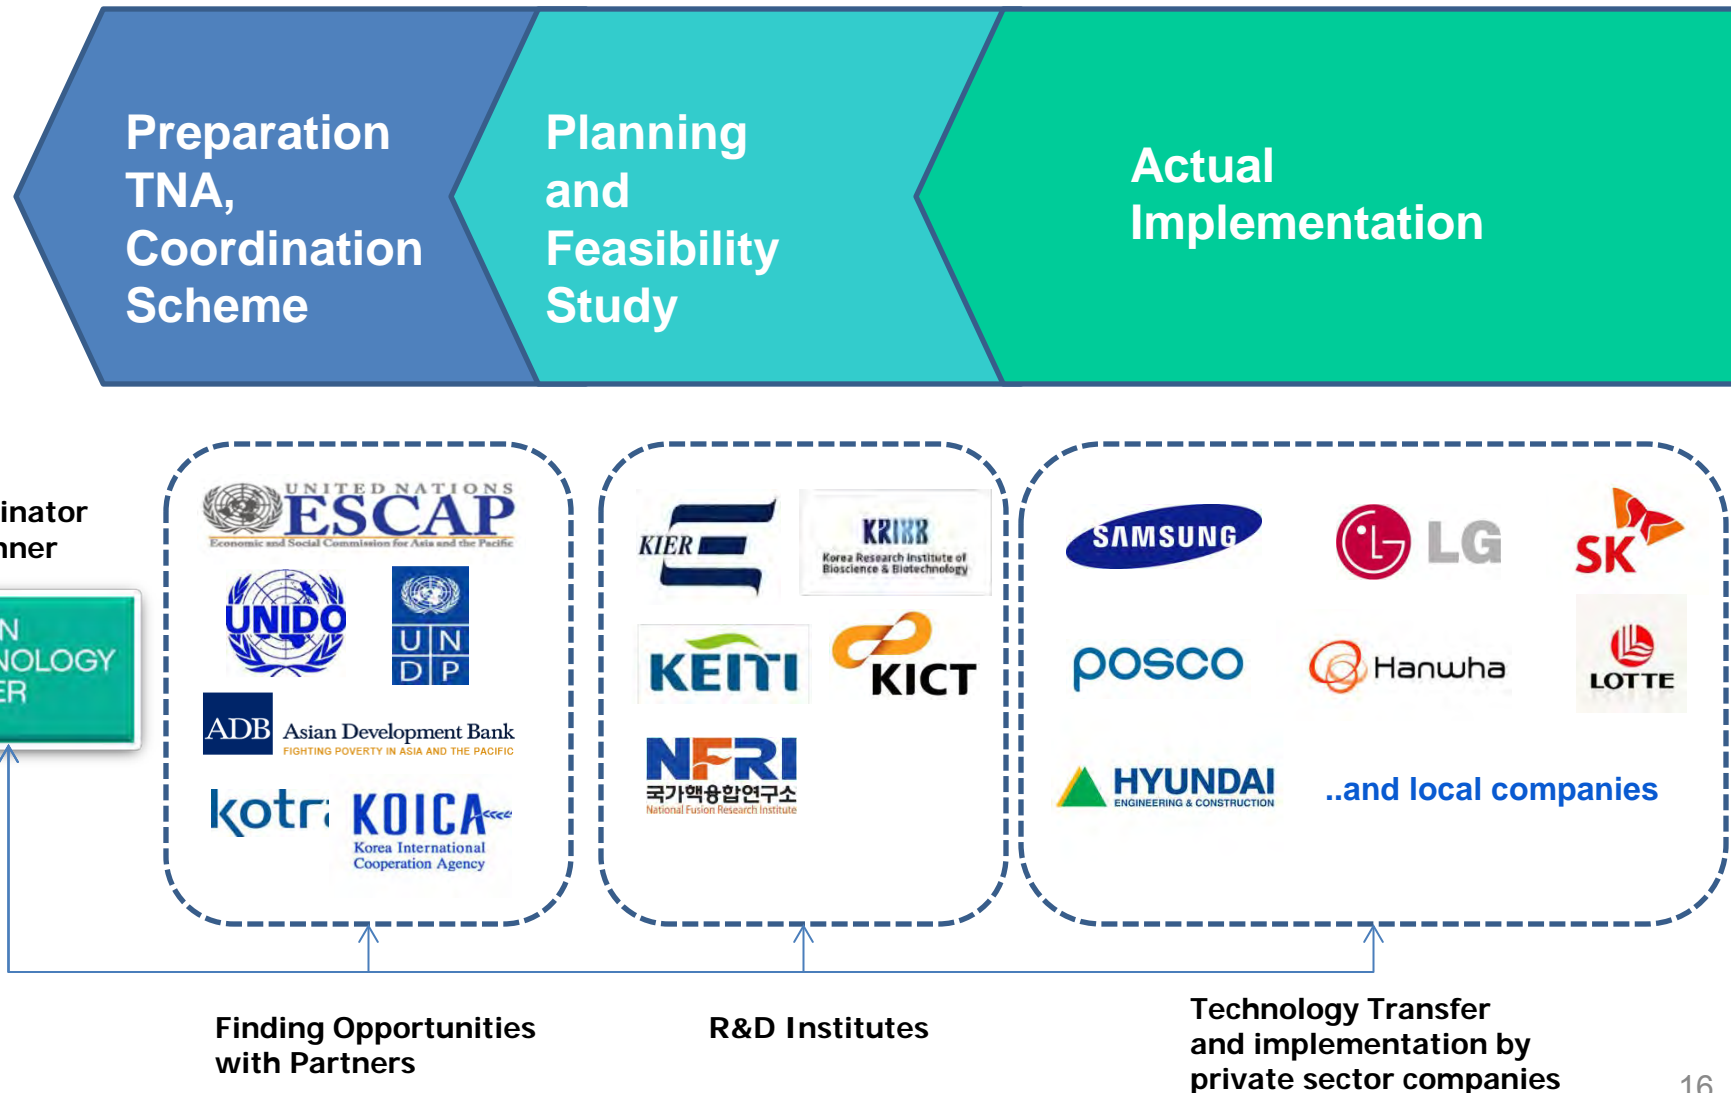 Preparation
TNA,
Coordination
Scheme
Planning
and
Feasibility
Study
Actual
Implementation
inator
nner
N
NOLOGY
ER
UNITED NATIONS
ESCAP
Economic and Social Commission for Asia and the Pacific
UNIDO
UN
DP
ADB Asian Development Bank
FIGHTING POVERTY IN ASIA AND THE PACIFIC
kotra
KOICA
Korea International
Cooperation Agency
KIER
KRIBB
Korea Research Institute of
Bioscience & Biotechnology
KEITI
KICT
NFRI
국가핵융합연구소
National Fusion Research Institute
SAMSUNG
LG
SK
posco
Hanwha
LOTTE
HYUNDAI
ENGINEERING & CONSTRUCTION
..and local companies
Finding Opportunities
with Partners
R&D Institutes
Technology Transfer
and implementation by
private sector companies
16